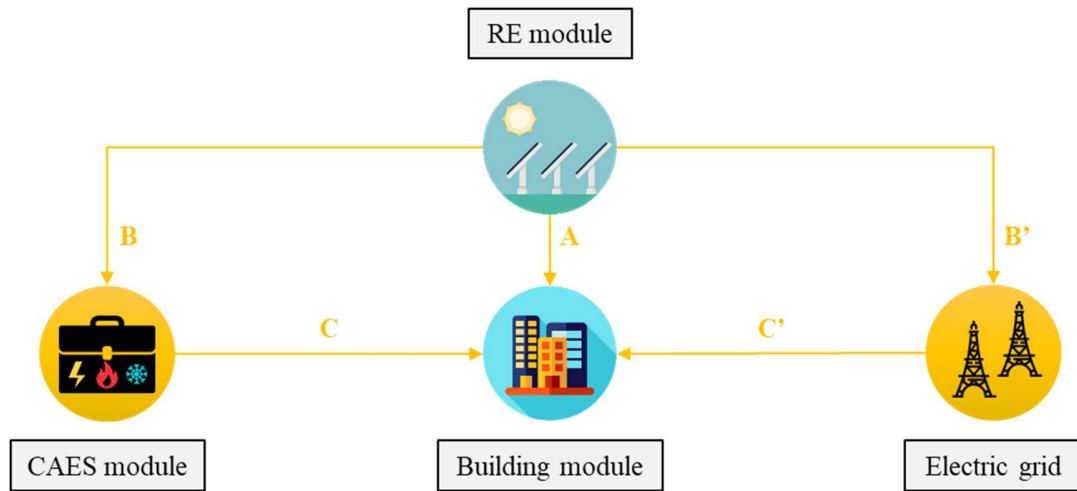 RE module
B
A
B’
C
C’
CAES module
Building module
Electric grid